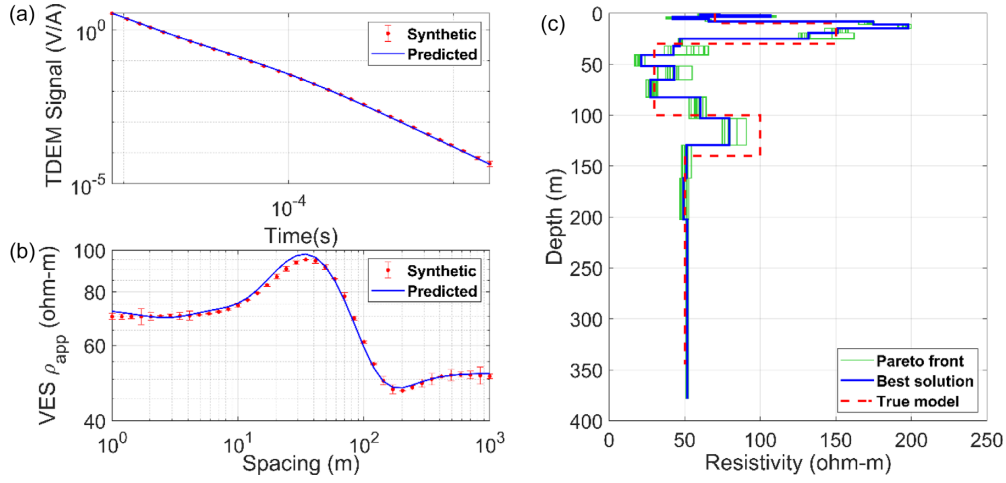 (a)
TDEM Signal (V/A)
10^0
10^-5
Synthetic
Predicted
10^-4
Time(s)
(b)
VES ρ_app (ohm-m)
100
80
60
40
Synthetic
Predicted
10^0 10^1 10^2 10^3
Spacing (m)
(c)
Depth (m)
0
50
100
150
200
250
300
350
400
Pareto front
Best solution
True model
0 50 100 150 200 250
Resistivity (ohm-m)